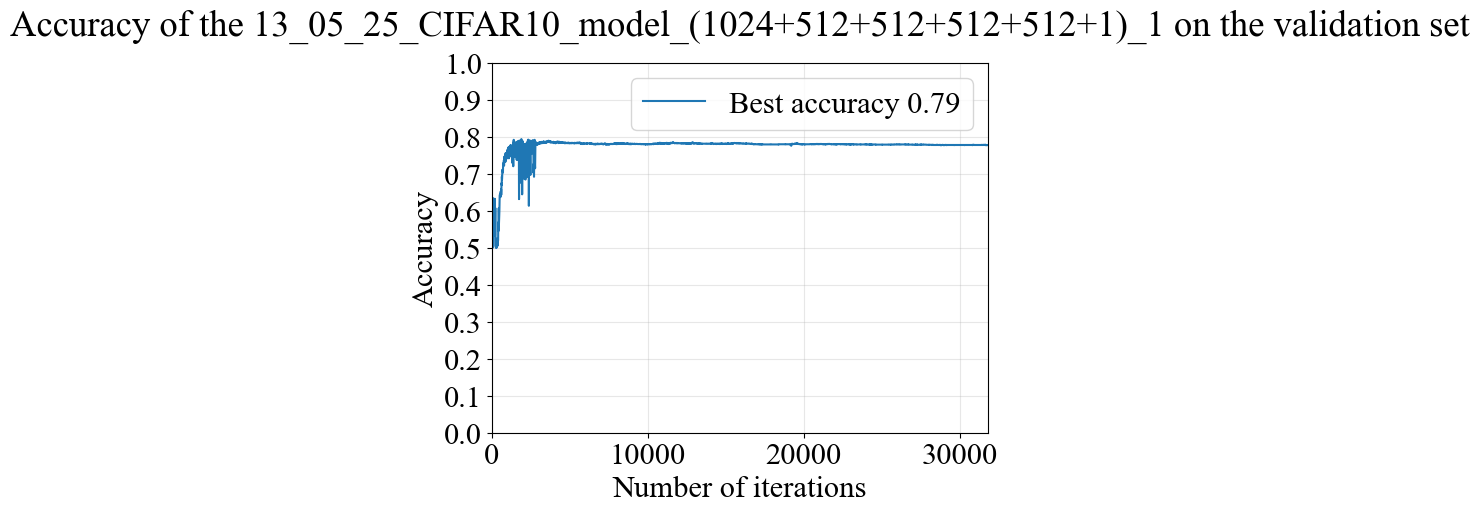 Accuracy of the 13_05_25_CIFAR10_model_(1024+512+512+512+512+1)_1 on the validation set
1.0
0.9
0.8
0.7
0.6
0.5
0.4
0.3
0.2
0.1
0.0
Accuracy
Best accuracy 0.79
0 10000 20000 30000
Number of iterations